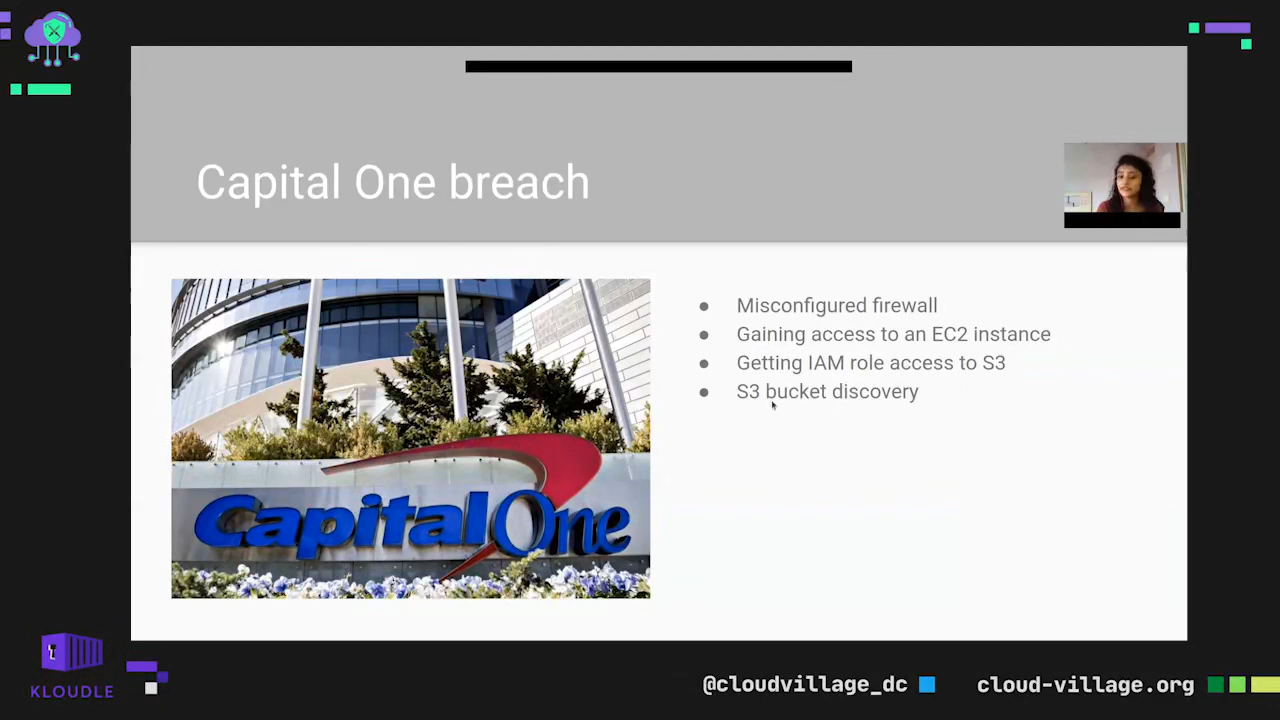 Capital One breach
Misconfigured firewall
Gaining access to an EC2 instance
Getting IAM role access to S3
S3 bucket discovery
CapitalOne
KLOUDLE
@cloudvillage_dc
cloud-village.org